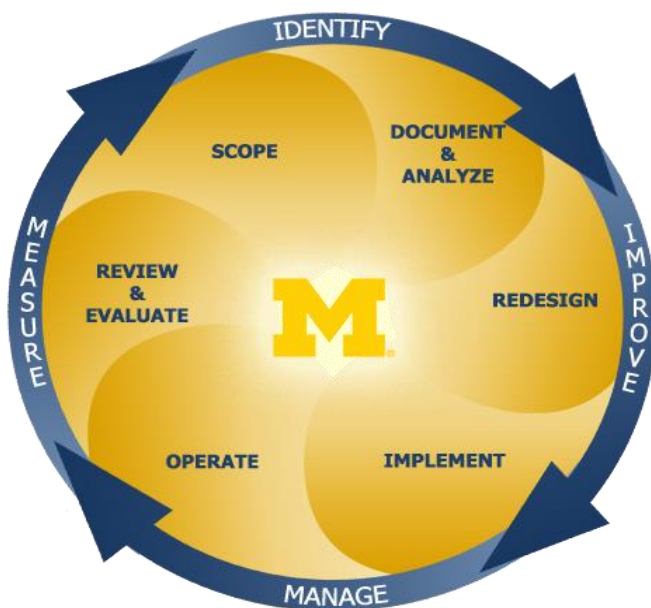 IDENTIFY
SCOPE
DOCUMENT
&
ANALYZE
MEASURE
IMPROVE
REVIEW
&
EVALUATE
REDESIGN
M
OPERATE
IMPLEMENT
MANAGE